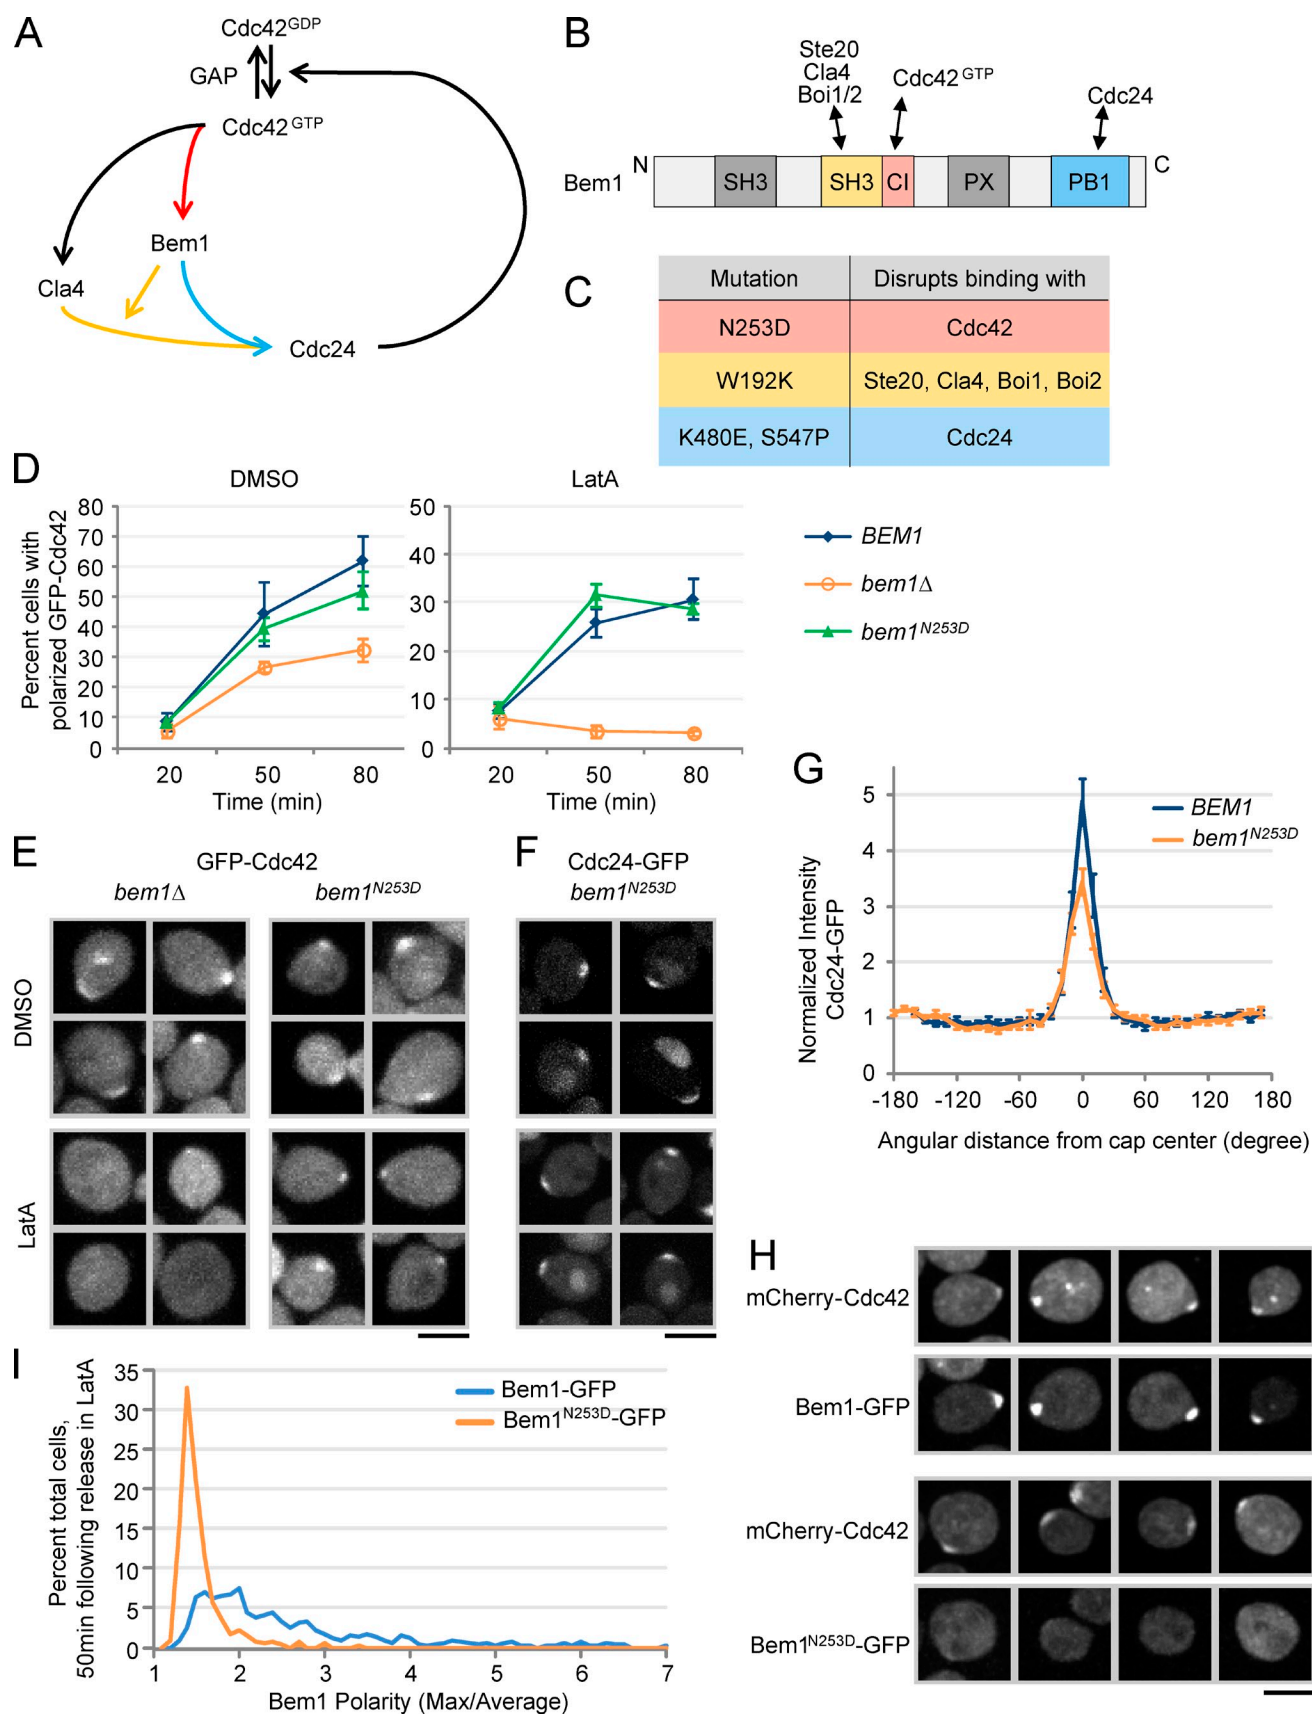 A
Cdc42GDP
GAP
Cdc42GTP
Bem1
Cla4
Cdc24
B
Ste20
Cla4
Boi1/2
Cdc42GTP
Cdc24
Bem1
N
SH3
SH3
CI
PX
PB1
C
C
Mutation
Disrupts binding with
N253D
Cdc42
W192K
Ste20, Cla4, Boi1, Boi2
K480E, S547P
Cdc24
D
DMSO
LatA
Percent cells with
polarized GFP-Cdc42
80
70
60
50
40
30
20
10
0
20
50
80
Time (min)
50
40
30
20
10
0
20
50
80
Time (min)
BEM1
bem1Δ
bem1N253D
E
GFP-Cdc42
bem1Δ
bem1N253D
DMSO
LatA
F
Cdc24-GFP
bem1N253D
G
Normalized Intensity
Cdc24-GFP
5
4
3
2
1
0
-180
-120
-60
0
60
120
180
Angular distance from cap center (degree)
BEM1
bem1N253D
H
mCherry-Cdc42
Bem1-GFP
mCherry-Cdc42
Bem1N253D-GFP
I
Percent total cells,
50min following release in LatA
35
30
25
20
15
10
5
0
1
2
3
4
5
6
7
Bem1 Polarity (Max/Average)
Bem1-GFP
Bem1N253D-GFP